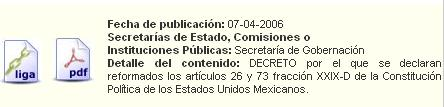 Fecha de publicación: 07-04-2006
Secretarías de Estado, Comisiones o
Instituciones Públicas: Secretaría de Gobernación
Detalle del contenido: DECRETO por el que se declaran
reformados los artículos 26 y 73 fracción XXIX-D de la Constitución
Política de los Estados Unidos Mexicanos.
liga
pdf